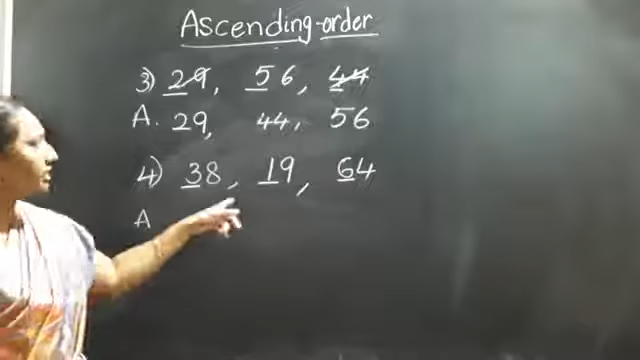 Ascending-order
3) 29, 56, 44
A. 29, 44, 56
4) 38, 19, 64
A